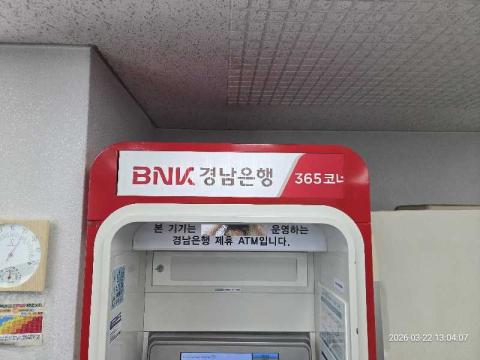 BNK 경남은행 365코너
본 기기는 운영하는
경남은행 제휴 ATM입니다.
2026-03-22 13:04:07